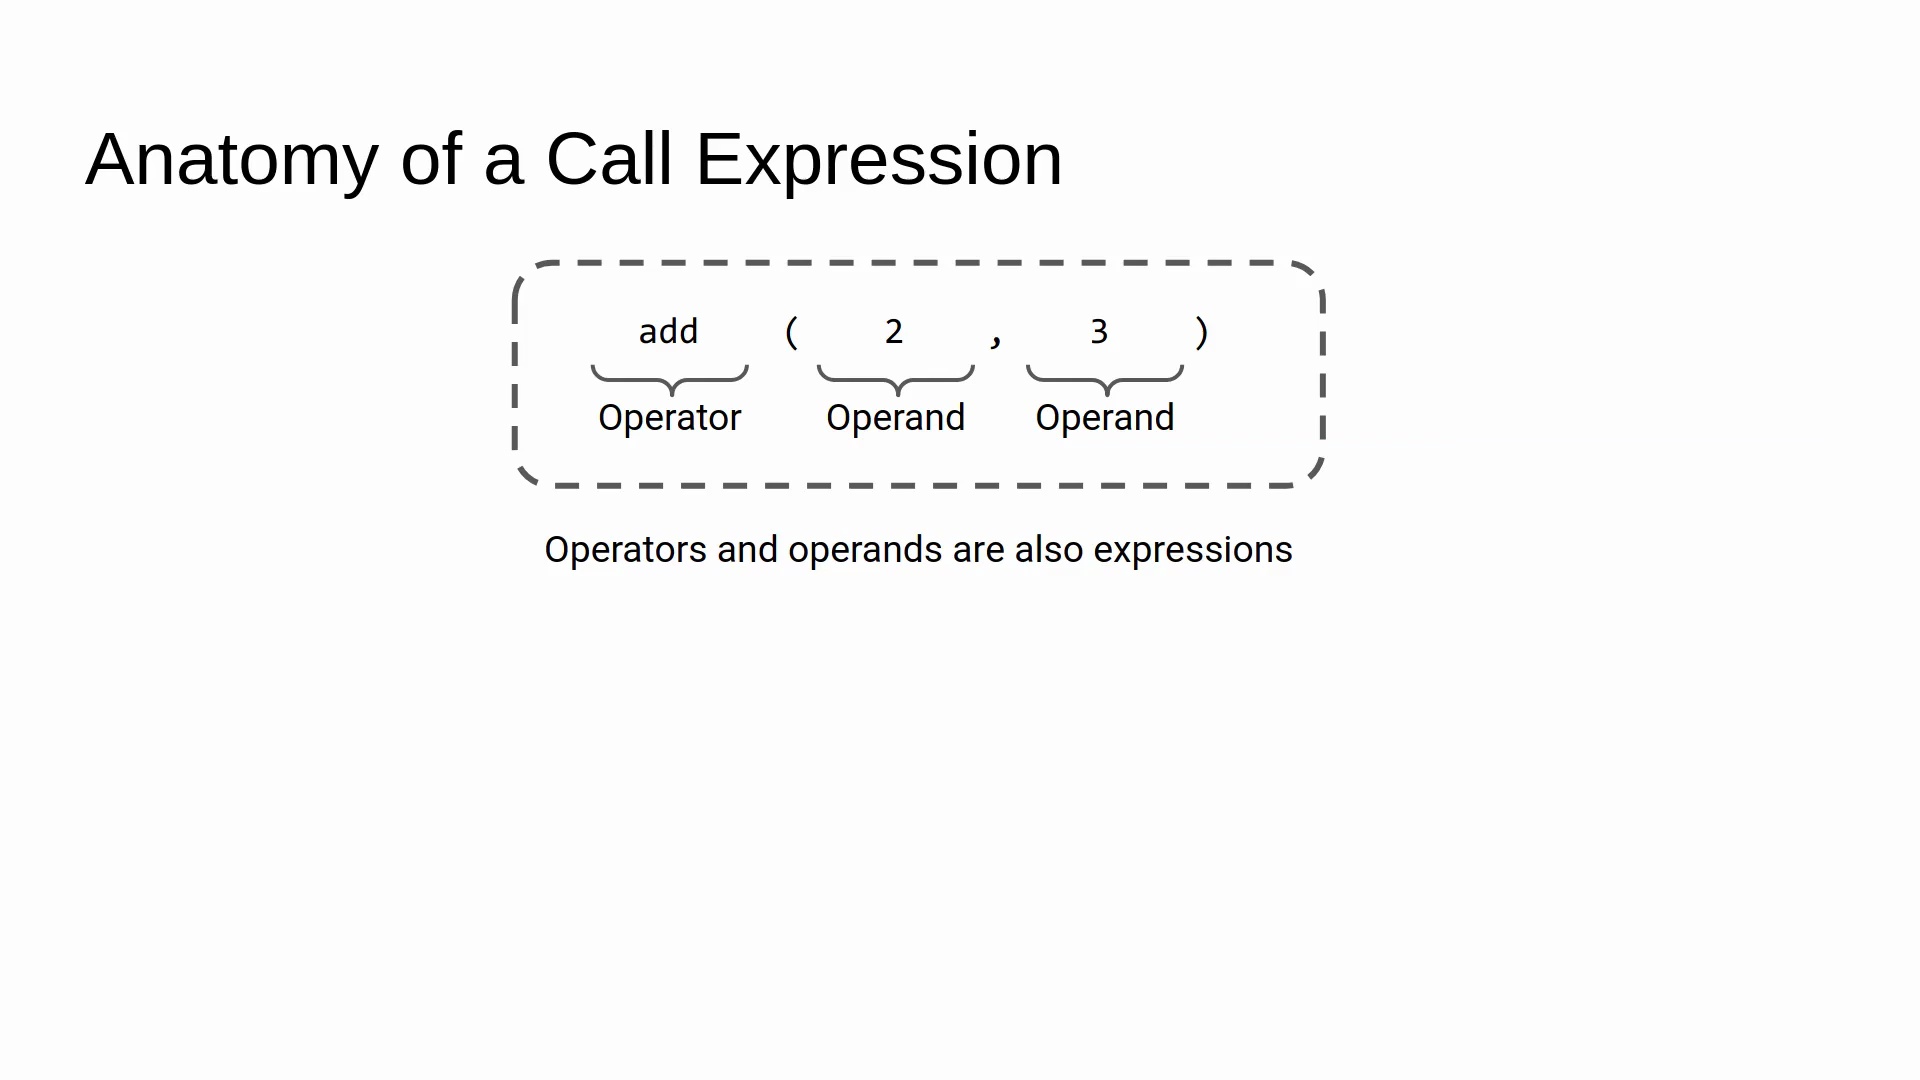 Anatomy of a Call Expression
add ( 2 , 3 )
Operator Operand Operand
Operators and operands are also expressions